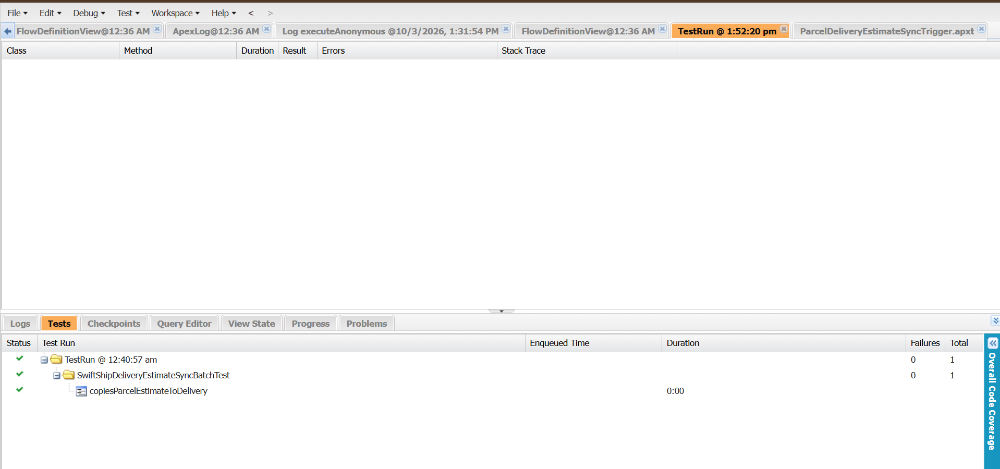 File Edit Debug Test Workspace Help < >
FlowDefinitionView@12:36 AM ApexLog@12:36 AM Log executeAnonymous @10/3/2026, 1:31:54 PM FlowDefinitionView@12:36 AM TestRun @ 1:52:20 pm ParcelDeliveryEstimateSyncTrigger.apxt
Class Method Duration Result Errors Stack Trace
Logs Tests Checkpoints Query Editor View State Progress Problems
Status Test Run Enqueued Time Duration Failures Total
TestRun @ 12:40:57 am 0 1
SwiftShipDeliveryEstimateSyncBatchTest 0 1
copiesParcelEstimateToDelivery 0:00
Overall Code Coverage